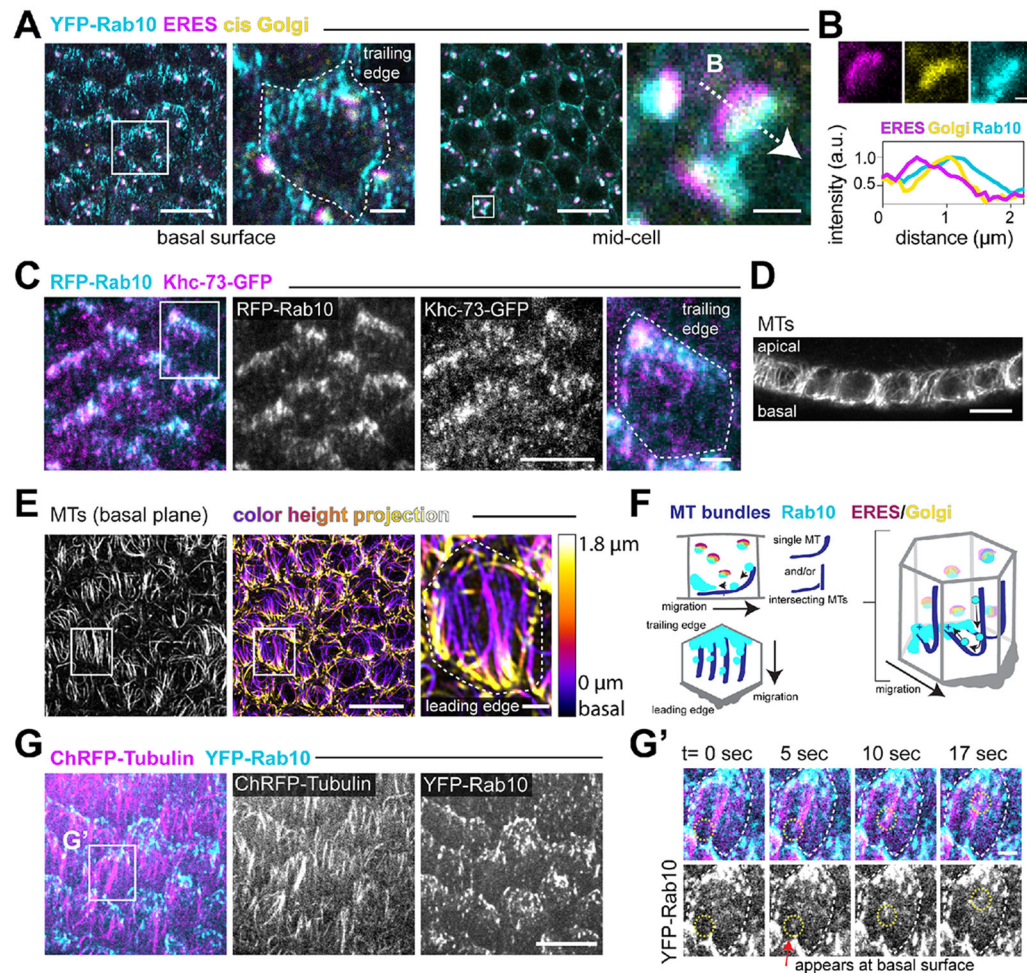 A YFP-Rab10 ERES cis Golgi
trailing
edge
B
basal surface
mid-cell
B
ERES Golgi Rab10
intensity (a.u.)
1.0
0.5
0 1 2
distance (μm)
C RFP-Rab10 Khc-73-GFP
RFP-Rab10
Khc-73-GFP
trailing
edge
D
MTs
apical
basal
E MTs (basal plane) color height projection
leading edge
1.8 μm
0 μm
basal
F MT bundles Rab10 ERES/Golgi
single MT
and/or
intersecting MTs
migration
trailing edge
leading edge
migration
migration
G ChRFP-Tubulin YFP-Rab10
G'
ChRFP-Tubulin
YFP-Rab10
G'
t= 0 sec 5 sec 10 sec 17 sec
YFP-Rab10
appears at basal surface